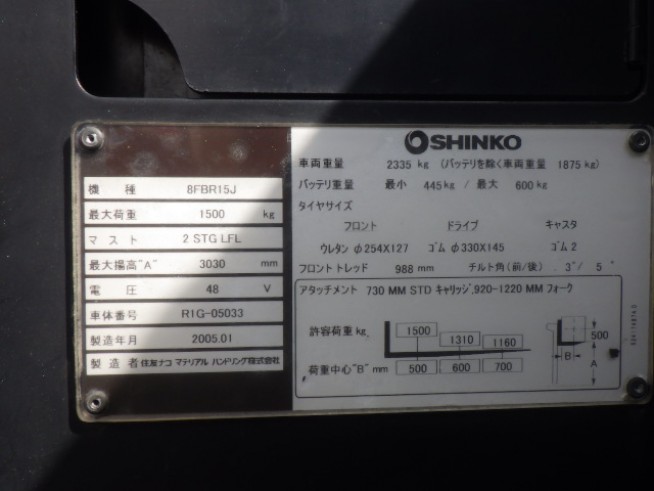 機種 8FBR15J
最大荷重 1500 kg
マスト 2 STG LFL
最大揚高"A" 3030 mm
電圧 48 V
車体番号 R1G-05033
製造年月 2005.01
製造者 住友ナコ マテリアル ハンドリング株式会社
SHINKO
車両重量 2335 kg (バッテリを除く車両重量 1875 kg)
バッテリ重量 最小 445 kg / 最大 600 kg
タイヤサイズ
フロント ドライブ キャスタ
ウレタン φ254X127 ゴム φ330X145 ゴム 2
フロントトレッド 988 mm チルト角(前/後) 3°/ 5°
アタッチメント 730 MM STD キャリッジ,920-1220 MM フォーク
許容荷重 kg 1500 1310 1160
荷重中心"B" mm 500 600 700
500
B
A